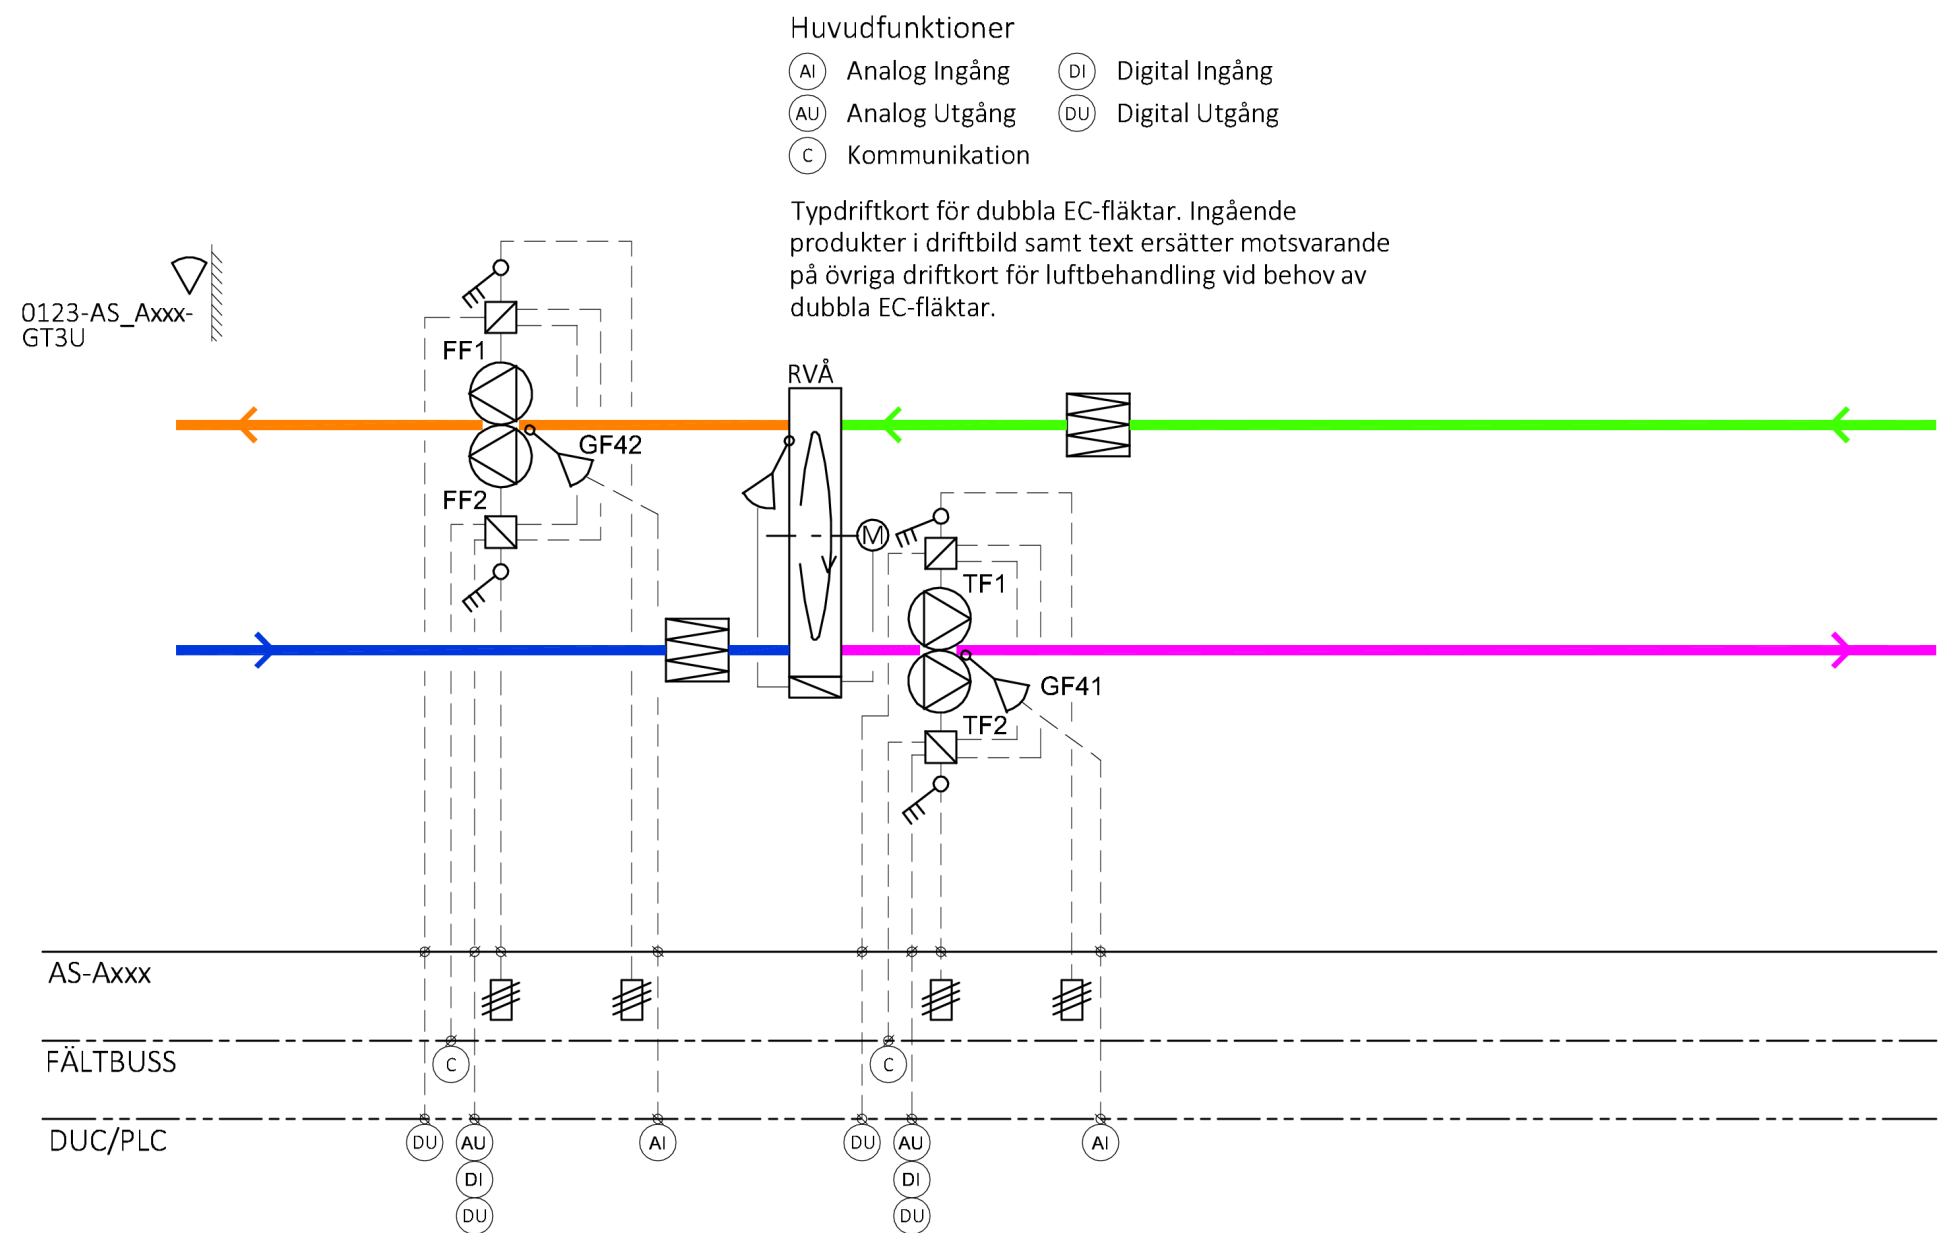 Huvudfunktioner
AI Analog Ingång DI Digital Ingång
AU Analog Utgång DU Digital Utgång
C Kommunikation
Typdriftkort för dubbla EC-fläktar. Ingående
produkter i driftbild samt text ersätter motsvarande
på övriga driftkort för luftbehandling vid behov av
dubbla EC-fläktar.
0123-AS_Axxx-
GT3U
FF1
RVÅ
GF42
FF2
M
TF1
GF41
TF2
AS-Axxx
FÄLTBUSS
C C
DUC/PLC
DU AU AI DU AU AI
DI DI
DU DU